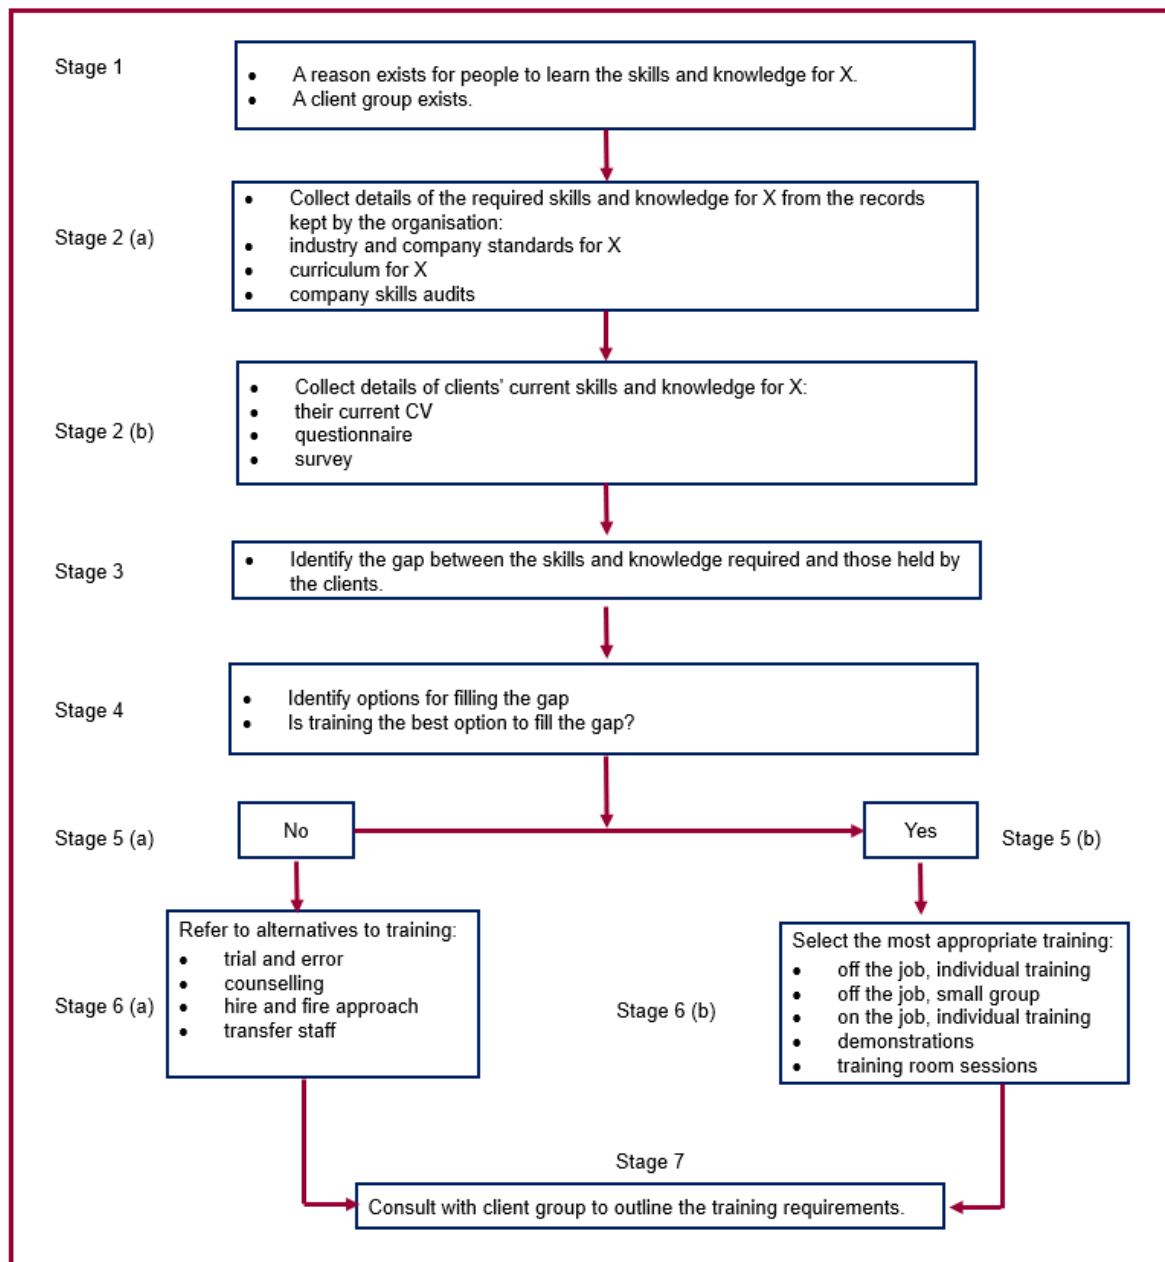 Stage 1
• A reason exists for people to learn the skills and knowledge for X.
• A client group exists.
Stage 2 (a)
• Collect details of the required skills and knowledge for X from the records
kept by the organisation:
• industry and company standards for X
• curriculum for X
• company skills audits
Stage 2 (b)
• Collect details of clients' current skills and knowledge for X:
• their current CV
• questionnaire
• survey
Stage 3
• Identify the gap between the skills and knowledge required and those held by
the clients.
Stage 4
• Identify options for filling the gap
• Is training the best option to fill the gap?
Stage 5 (a)
No
Yes
Stage 5 (b)
Stage 6 (a)
Refer to alternatives to training:
• trial and error
• counselling
• hire and fire approach
• transfer staff
Stage 6 (b)
Select the most appropriate training:
• off the job, individual training
• off the job, small group
• on the job, individual training
• demonstrations
• training room sessions
Stage 7
Consult with client group to outline the training requirements.